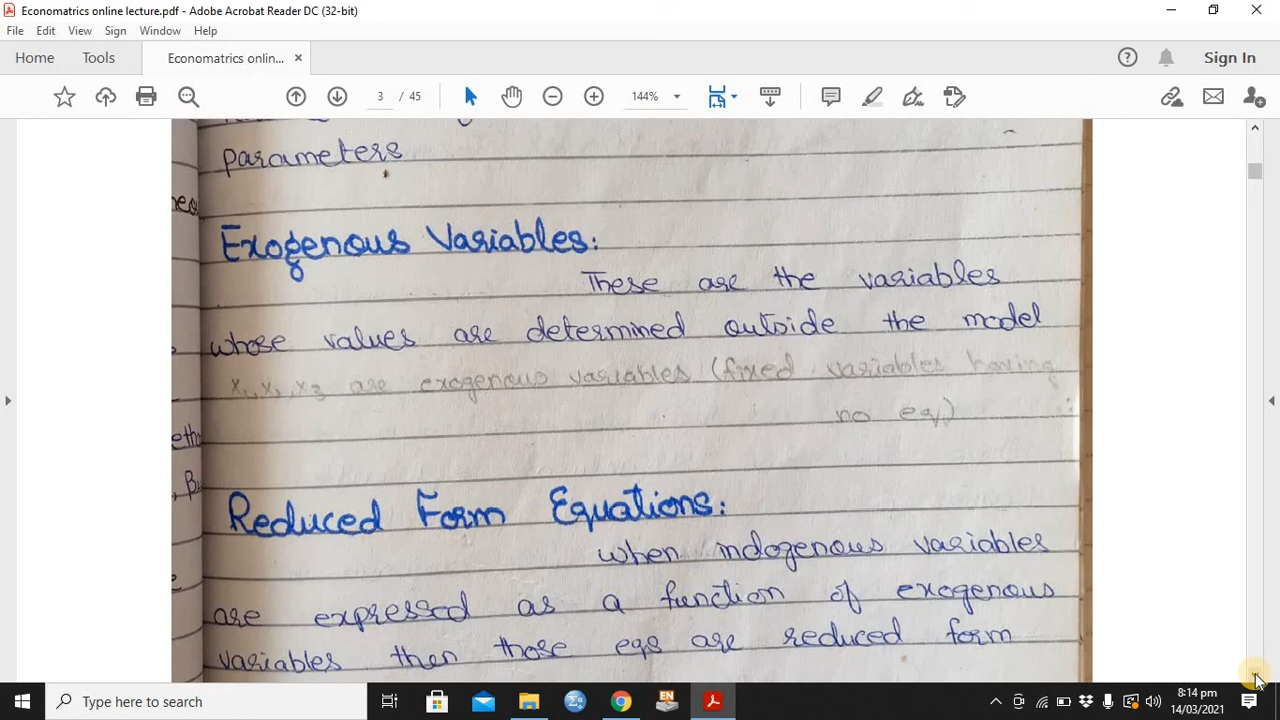 Economatrics online lecture.pdf - Adobe Acrobat Reader DC (32-bit)
File Edit View Sign Window Help
Home Tools Economatrics onlin... × Sign In
3 / 45 144%
parameters
Exogenous Variables:
These are the variables
whose values are determined outside the model
x1, x2, x3 are exogenous variables (fixed variables having
no eq)
Reduced Form Equations:
when indogenous variables
are expressed as a function of exogenous
variables then those eqs are reduced form
Type here to search
EN
8:14 pm
14/03/2021